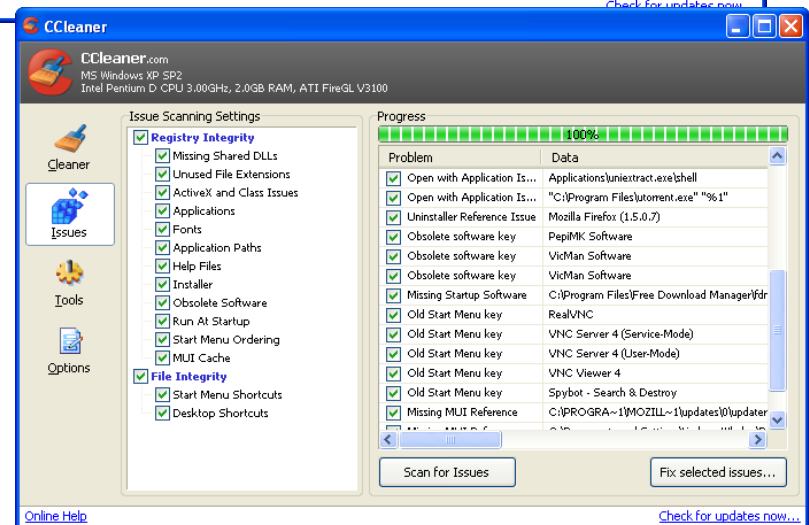 Check for updates now...
CCleaner
CCleaner.com
MS Windows XP SP2
Intel Pentium D CPU 3.00GHz, 2.0GB RAM, ATI FireGL V3100
Cleaner
Issues
Tools
Options
Issue Scanning Settings
Registry Integrity
Missing Shared DLLs
Unused File Extensions
ActiveX and Class Issues
Applications
Fonts
Application Paths
Help Files
Installer
Obsolete Software
Run At Startup
Start Menu Ordering
MUI Cache
File Integrity
Start Menu Shortcuts
Desktop Shortcuts
Progress
100%
Problem Data
Open with Application Is... Applications\uniextract.exe\shell
Open with Application Is... "C:\Program Files\utorrent.exe" "%1"
Uninstaller Reference Issue Mozilla Firefox (1.5.0.7)
Obsolete software key PepiMK Software
Obsolete software key VicMan Software
Obsolete software key VicMan Software
Missing Startup Software C:\Program Files\Free Download Manager\fdr
Old Start Menu key RealVNC
Old Start Menu key VNC Server 4 (Service-Mode)
Old Start Menu key VNC Server 4 (User-Mode)
Old Start Menu key VNC Viewer 4
Old Start Menu key Spybot - Search & Destroy
Missing MUI Reference C:\PROGRA~1\MOZILL~1\updates\0\updater
Scan for Issues
Fix selected issues...
Online Help
Check for updates now...